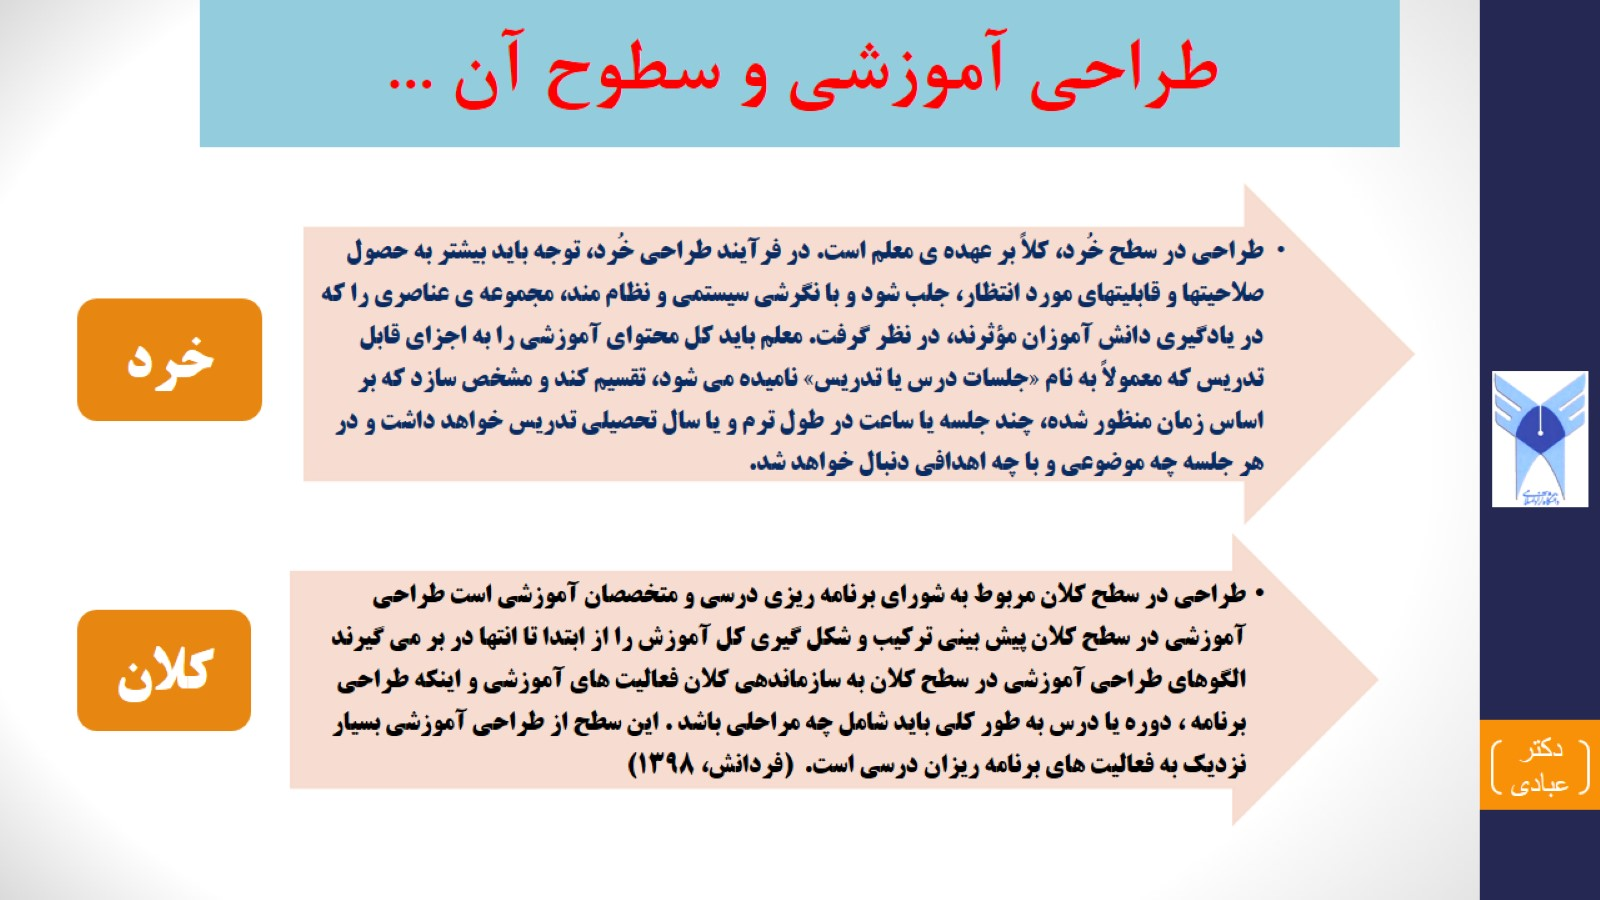 طراحی آموزشی و سطوح آن ...
خرد
• طراحی در سطح خُرد، کلاً بر عهده ی معلم است. در فرآیند طراحی خُرد، توجه باید بیشتر به حصول
صلاحیتها و قابلیتهای مورد انتظار، جلب شود و با نگرشی سیستمی و نظام مند، مجموعه ی عناصری را که
در یادگیری دانش آموزان مؤثرند، در نظر گرفت. معلم باید کل محتوای آموزشی را به اجزای قابل
تدریس که معمولاً به نام «جلسات درس یا تدریس» نامیده می شود، تقسیم کند و مشخص سازد که بر
اساس زمان منظور شده، چند جلسه یا ساعت در طول ترم و یا سال تحصیلی تدریس خواهد داشت و در
هر جلسه چه موضوعی و با چه اهدافی دنبال خواهد شد.
کلان
• طراحی در سطح کلان مربوط به شورای برنامه ریزی درسی و متخصصان آموزشی است طراحی
آموزشی در سطح کلان پیش بینی ترکیب و شکل گیری کل آموزش را از ابتدا تا انتها در بر می گیرند
الگوهای طراحی آموزشی در سطح کلان به سازماندهی کلان فعالیت های آموزشی و اینکه طراحی
برنامه ، دوره یا درس به طور کلی باید شامل چه مراحلی باشد . این سطح از طراحی آموزشی بسیار
نزدیک به فعالیت های برنامه ریزان درسی است. (فردانش، ۱۳۹۸)
دکتر
عبادی